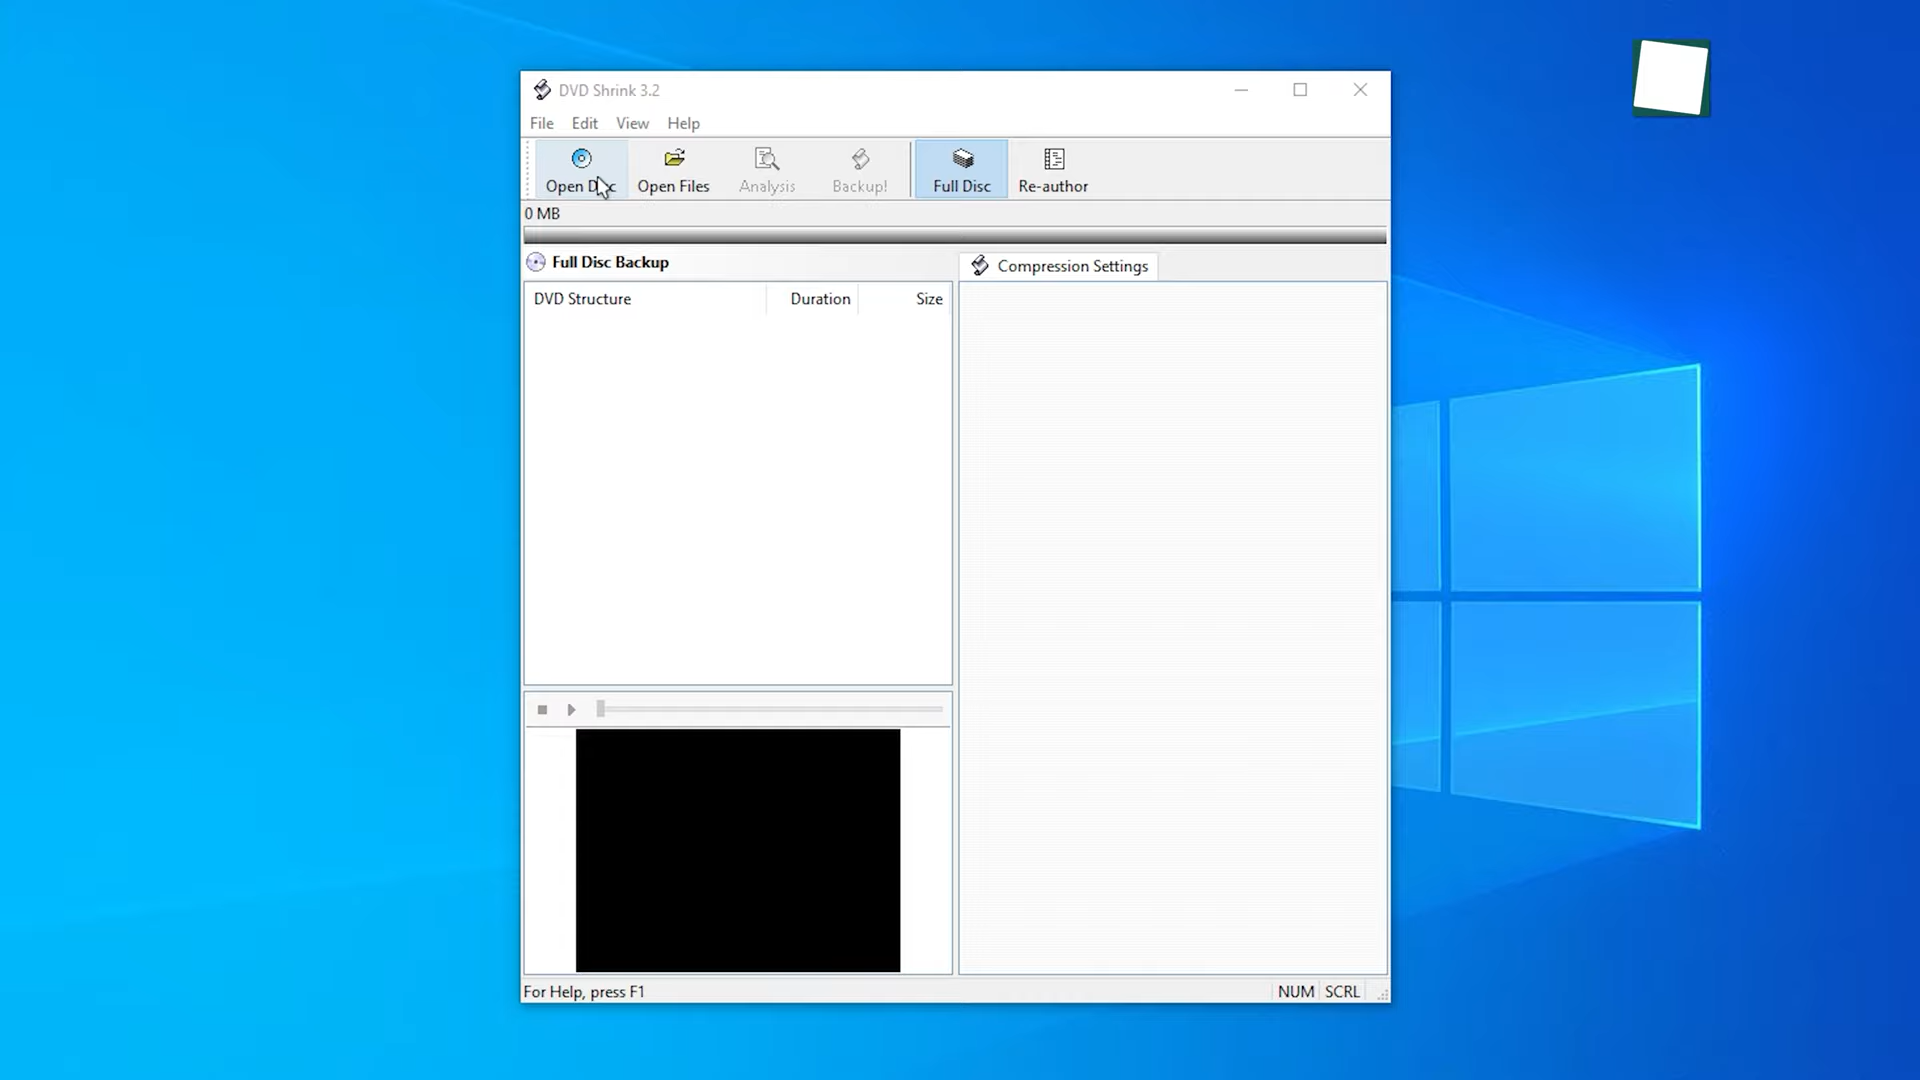 DVD Shrink 3.2
File Edit View Help
Open Disc Open Files Analysis Backup! Full Disc Re-author
0 MB
Full Disc Backup
Compression Settings
DVD Structure Duration Size
For Help, press F1
NUM SCRL